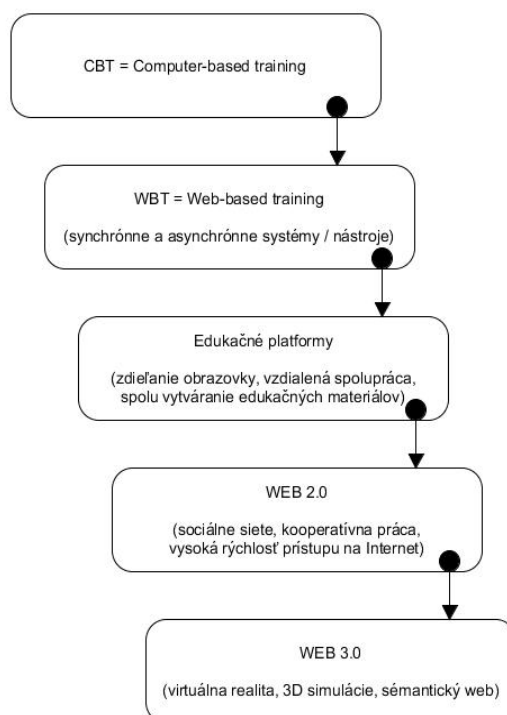 CBT = Computer-based training
WBT = Web-based training
(synchrónne a asynchrónne systémy / nástroje)
Edukačné platformy
(zdieľanie obrazovky, vzdialená spolupráca,
spolu vytváranie edukačných materiálov)
WEB 2.0
(sociálne siete, kooperatívna práca,
vysoká rýchlosť prístupu na Internet)
WEB 3.0
(virtuálna realita, 3D simulácie, sémantický web)